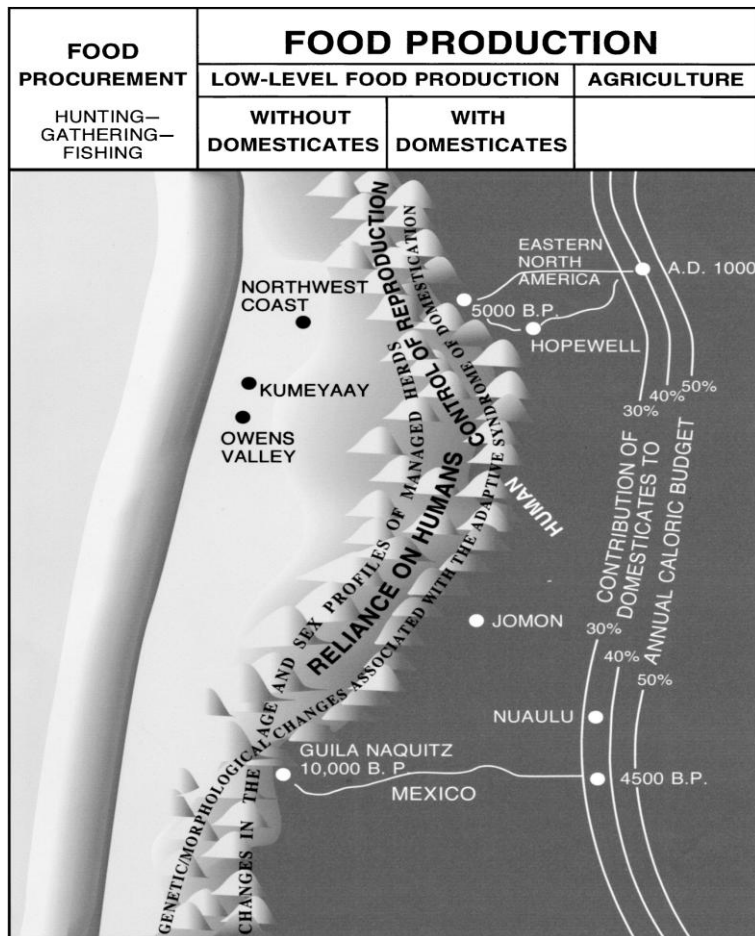 FOOD
PROCUREMENT
HUNTING—
GATHERING—
FISHING
FOOD PRODUCTION
LOW-LEVEL FOOD PRODUCTION
AGRICULTURE
WITHOUT
DOMESTICATES
WITH
DOMESTICATES
NORTHWEST
COAST
KUMEYAAY
OWENS
VALLEY
EASTERN
NORTH
AMERICA
A.D. 1000
5000 B.P.
HOPEWELL
50%
40%
30%
CONTROL OF REPRODUCTION
RELIANCE ON HUMANS
HUMAN
CHANGES IN THE AGE AND SEX PROFILES OF MANAGED HERDS
GENETIC/MORPHOLOGICAL CHANGES ASSOCIATED WITH THE ADAPTIVE SYNDROME OF DOMESTICATION
CONTRIBUTION OF
DOMESTICATES TO
ANNUAL CALORIC BUDGET
JOMON
30%
40%
50%
NUAULU
GUILA NAQUITZ
10,000 B. P
MEXICO
4500 B.P.